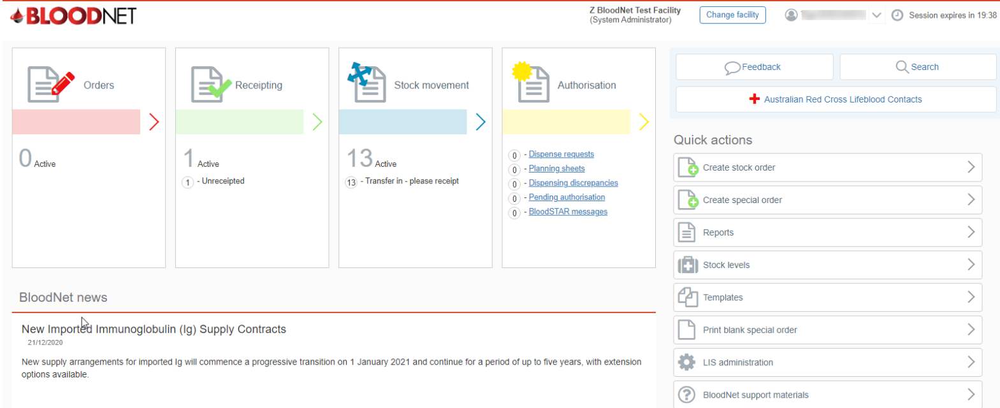 BLOODNET
Z BloodNet Test Facility
(System Administrator)
Change facility
Session expires in 19:38
Orders
0 Active
Receipting
1 Active
1 - Unreceipted
Stock movement
13 Active
13 - Transfer in - please receipt
Authorisation
0 - Dispense requests
0 - Planning sheets
0 - Dispensing discrepancies
0 - Pending authorisation
0 - BloodSTAR messages
Feedback
Search
Australian Red Cross Lifeblood Contacts
Quick actions
Create stock order
Create special order
Reports
Stock levels
Templates
Print blank special order
LIS administration
BloodNet support materials
BloodNet news
New Imported Immunoglobulin (Ig) Supply Contracts
21/12/2020
New supply arrangements for imported Ig will commence a progressive transition on 1 January 2021 and continue for a period of up to five years, with extension
options available.